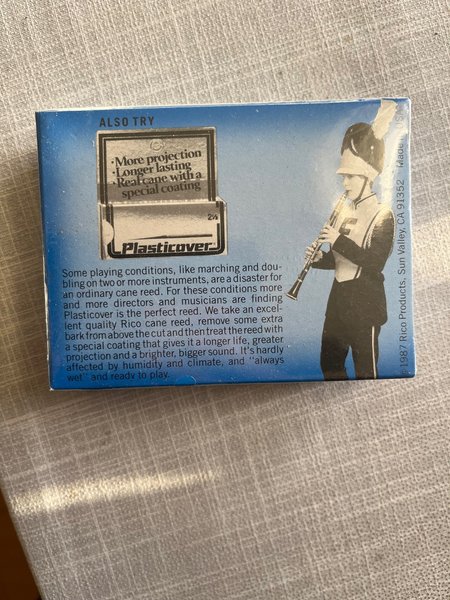 ALSO TRY
·More projection
·Longer lasting
·Real cane with a
special coating
2½
Plasticover
Some playing conditions, like marching and dou-
bling on two or more instruments, are a disaster for
an ordinary cane reed. For these conditions more
and more directors and musicians are finding
Plasticover is the perfect reed. We take an excel-
lent quality Rico cane reed, remove some extra
bark from above the cut and then treat the reed with
a special coating that gives it a longer life, greater
projection and a brighter, bigger sound. It's hardly
affected by humidity and climate, and "always
wet" and ready to play.
1987 Rico Products, Sun Valley, CA 91352 Made